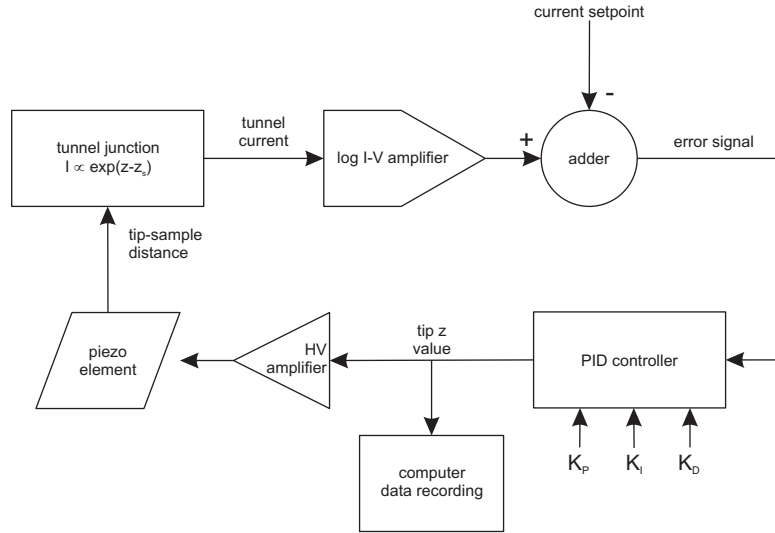 current setpoint
-
tunnel junction
I ∝ exp(z-zₛ)
tunnel
current
log I-V amplifier
+
adder
error signal
tip-sample
distance
piezo
element
HV
amplifier
tip z
value
PID controller
computer
data recording
K_P
K_I
K_D